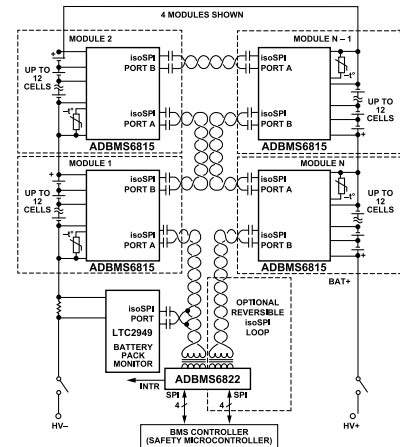 4 MODULES SHOWN
MODULE 2
isoSPI
PORT B
UP TO
12
CELLS
isoSPI
PORT A
–t°
ADBMS6815
MODULE N – 1
isoSPI
PORT A
–t°
UP TO
12
CELLS
isoSPI
PORT B
ADBMS6815
MODULE 1
isoSPI
PORT B
UP TO
12
CELLS
isoSPI
PORT A
–t°
ADBMS6815
MODULE N
isoSPI
PORT A
–t°
UP TO
12
CELLS
isoSPI
PORT B
ADBMS6815
BAT+
isoSPI
PORT
LTC2949
BATTERY
PACK
MONITOR
OPTIONAL
REVERSIBLE
isoSPI
LOOP
ADBMS6822
INTR
SPI
4
SPI
4
HV–
HV+
BMS CONTROLLER
(SAFETY MICROCONTROLLER)